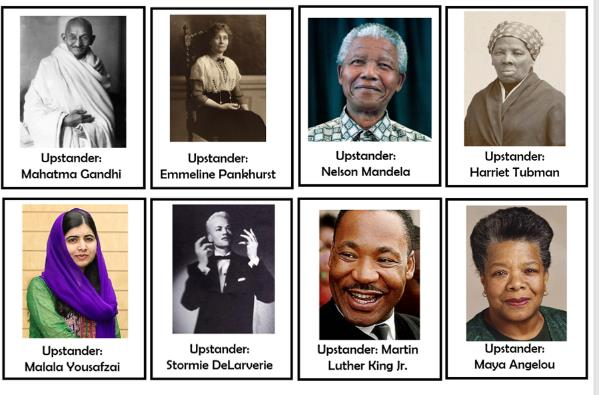 Upstander:
Mahatma Gandhi
Upstander:
Emmeline Pankhurst
Upstander:
Nelson Mandela
Upstander:
Harriet Tubman
Upstander:
Malala Yousafzai
Upstander:
Stormie DeLarverie
Upstander: Martin
Luther King Jr.
Upstander:
Maya Angelou